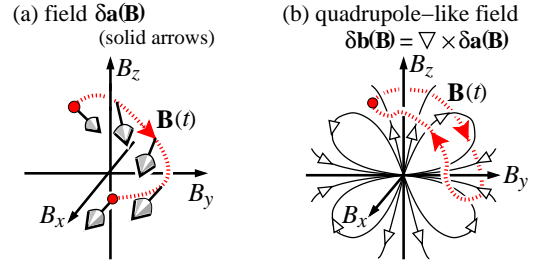 (a) field δa(B)
(solid arrows)
B_z
B(t)
B_y
B_x
(b) quadrupole−like field
δb(B) = ∇ × δa(B)
B_z
B(t)
B_y
B_x